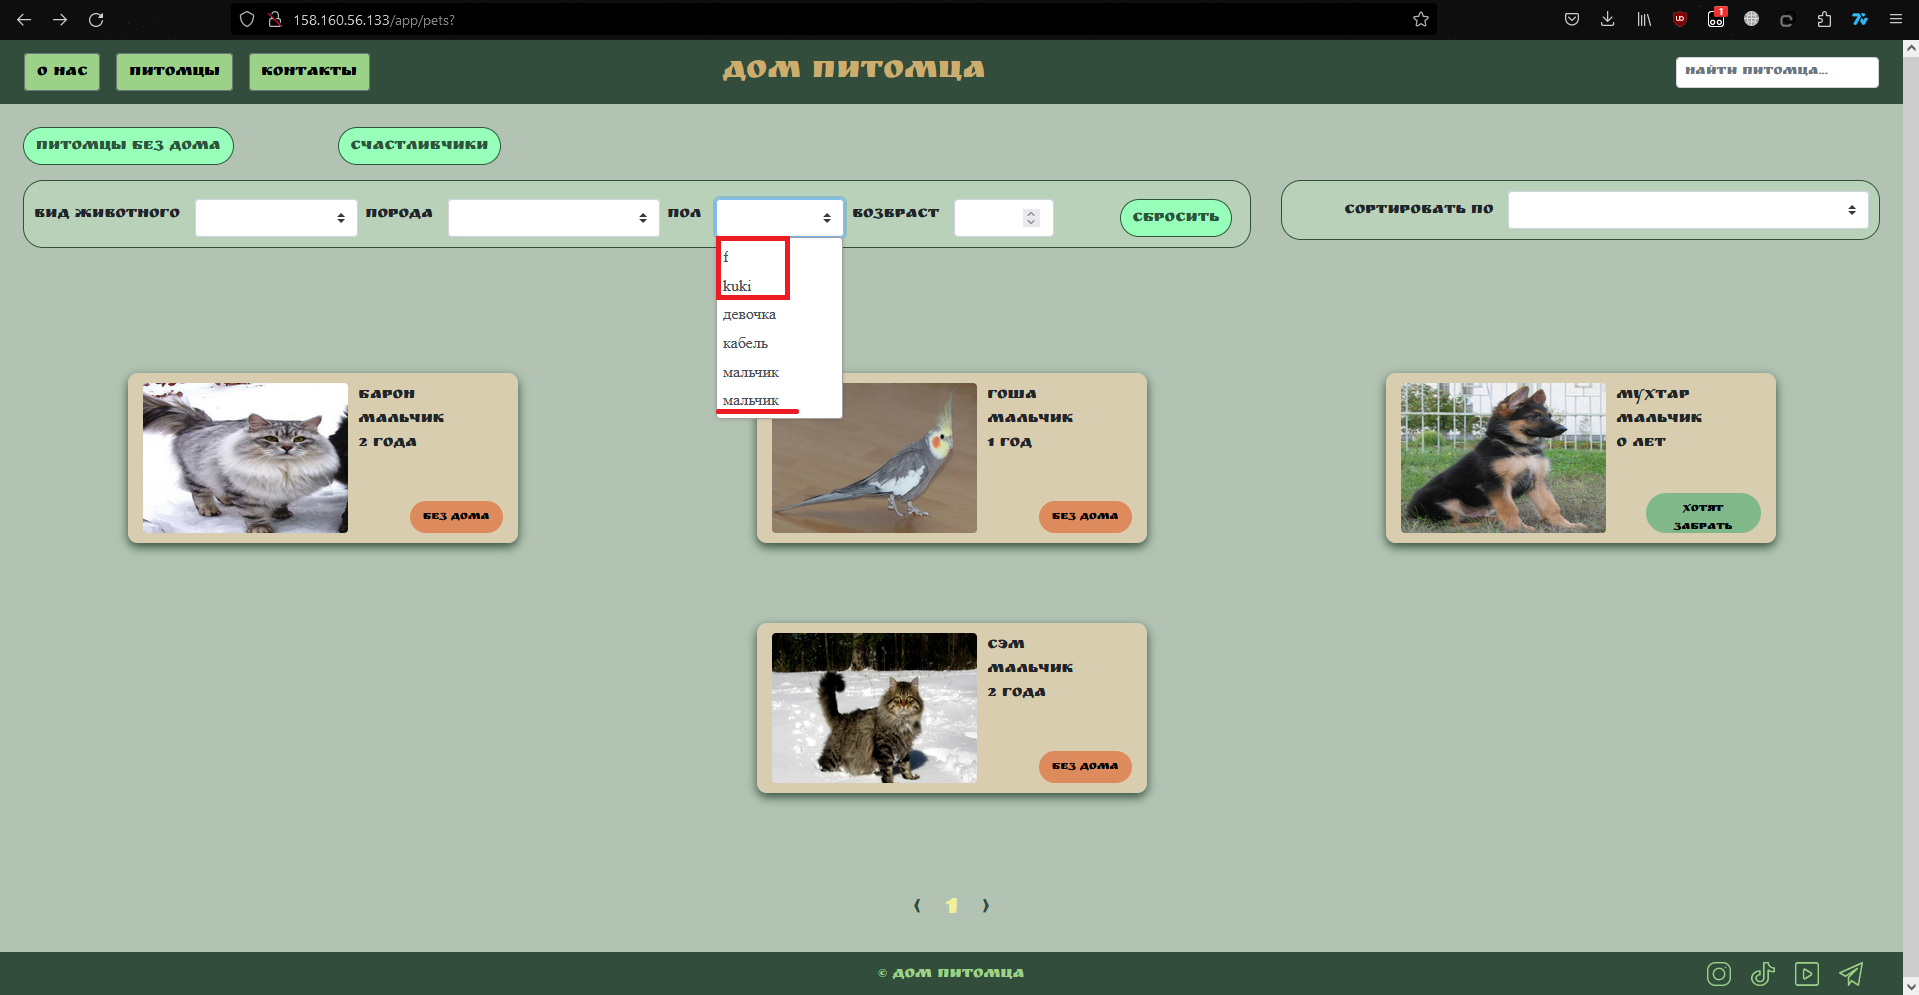 158.160.56.133/app/pets?
1
О НАС
ПИТОМЦЫ
КОНТАКТЫ
ДОМ ПИТОМЦА
НАЙТИ ПИТОМЦА...
ПИТОМЦЫ БЕЗ ДОМА
СЧАСТЛИВЧИКИ
ВИД ЖИВОТНОГО
ПОРОДА
ПОЛ
ВОЗВРАСТ
СБРОСИТЬ
СОРТИРОВАТЬ ПО
f
kuki
девочка
кабель
мальчик
мальчик
БАРОН
МАЛЬЧИК
2 ГОДА
БЕЗ ДОМА
ГОША
МАЛЬЧИК
1 ГОД
БЕЗ ДОМА
МУХТАР
МАЛЬЧИК
0 ЛЕТ
ХОТЯТ
ЗАБРАТЬ
СЭМ
МАЛЬЧИК
2 ГОДА
БЕЗ ДОМА
⟨ 1 ⟩
© ДОМ ПИТОМЦА